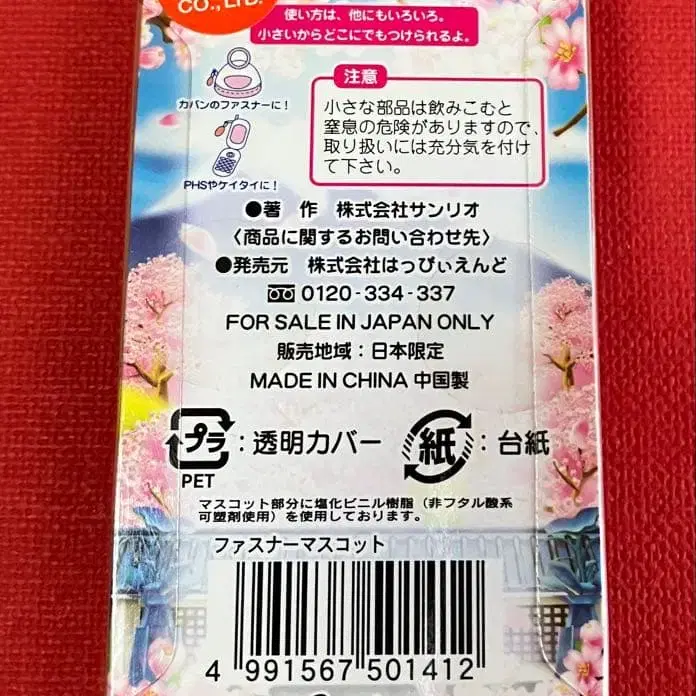 CO., LTD.
使い方は、他にもいろいろ。
小さいからどこにでもつけられるよ。
カバンのファスナーに！
PHSやケイタイに！
注意
小さな部品は飲みこむと
窒息の危険がありますので、
取り扱いには充分気を付け
て下さい。
●著 作 株式会社サンリオ
〈商品に関するお問い合わせ先〉
●発売元 株式会社はっぴぃえんど
0120-334-337
FOR SALE IN JAPAN ONLY
販売地域：日本限定
MADE IN CHINA 中国製
プラ：透明カバー
PET
紙：台紙
マスコット部分に塩化ビニル樹脂（非フタル酸系
可塑剤使用）を使用しております。
ファスナーマスコット
4 991567 501412